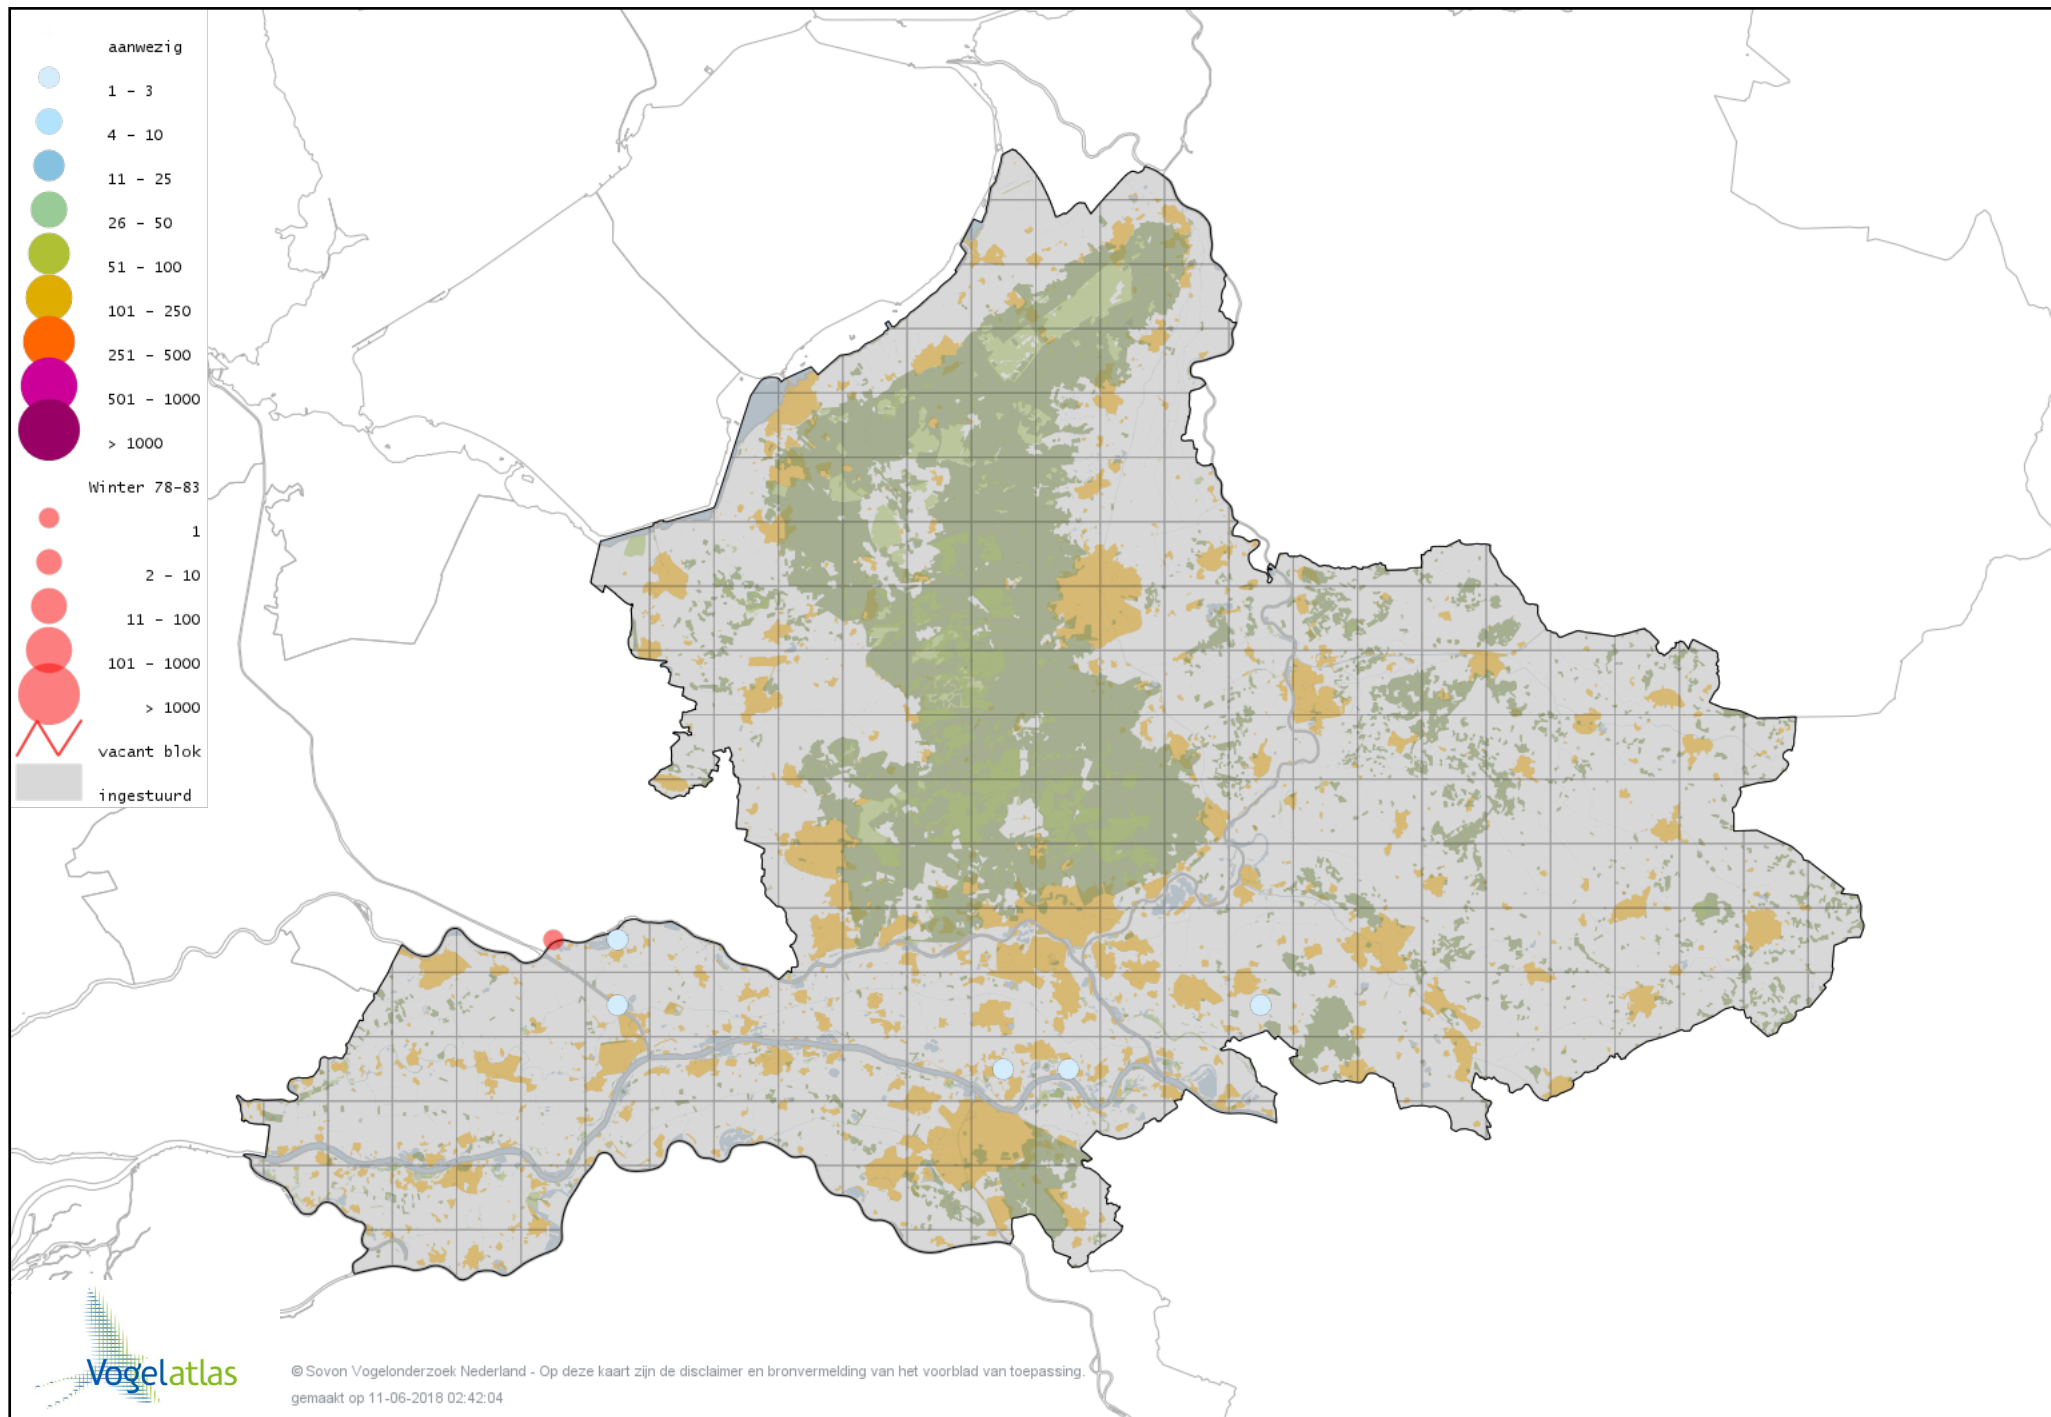 aanwezig
1 - 3
4 - 10
11 - 25
26 - 50
51 - 100
101 - 250
251 - 500
501 - 1000
> 1000
Winter 78-83
1
2 - 10
11 - 100
101 - 1000
> 1000
vacant blok
ingestuurd
Vogelatlas
© Sovon Vogelonderzoek Nederland - Op deze kaart zijn de disclaimer en bronvermelding van het voorblad van toepassing.
gemaakt op 11-06-2018 02:42:04